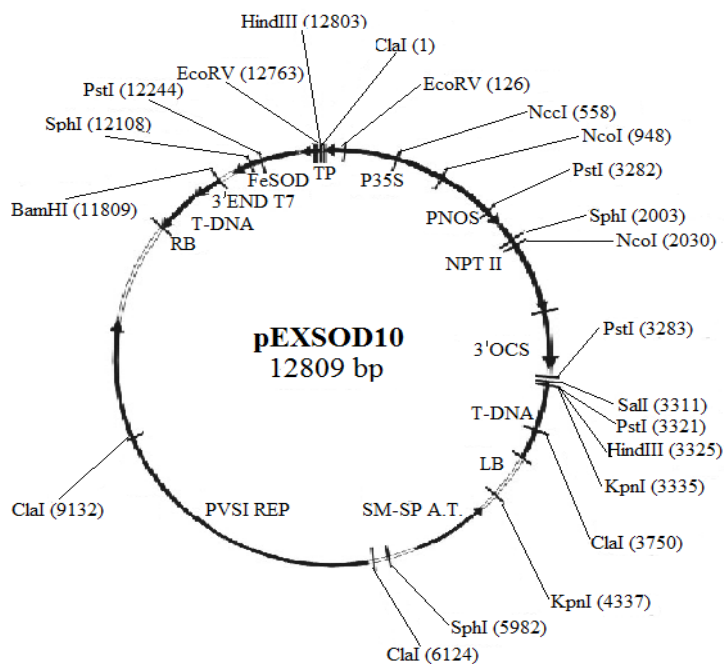 HindIII (12803)
ClaI (1)
EcoRV (12763)
EcoRV (126)
PstI (12244)
NccI (558)
SphI (12108)
NcoI (948)
FeSOD
TP
P35S
PstI (3282)
BamHI (11809)
3'END T7
PNOS
SphI (2003)
T-DNA
NcoI (2030)
RB
NPT II
pEXSOD10
12809 bp
3'OCS
PstI (3283)
SalI (3311)
T-DNA
PstI (3321)
HindIII (3325)
LB
KpnI (3335)
ClaI (9132)
PVSI REP
SM-SP A.T.
ClaI (3750)
KpnI (4337)
SphI (5982)
ClaI (6124)